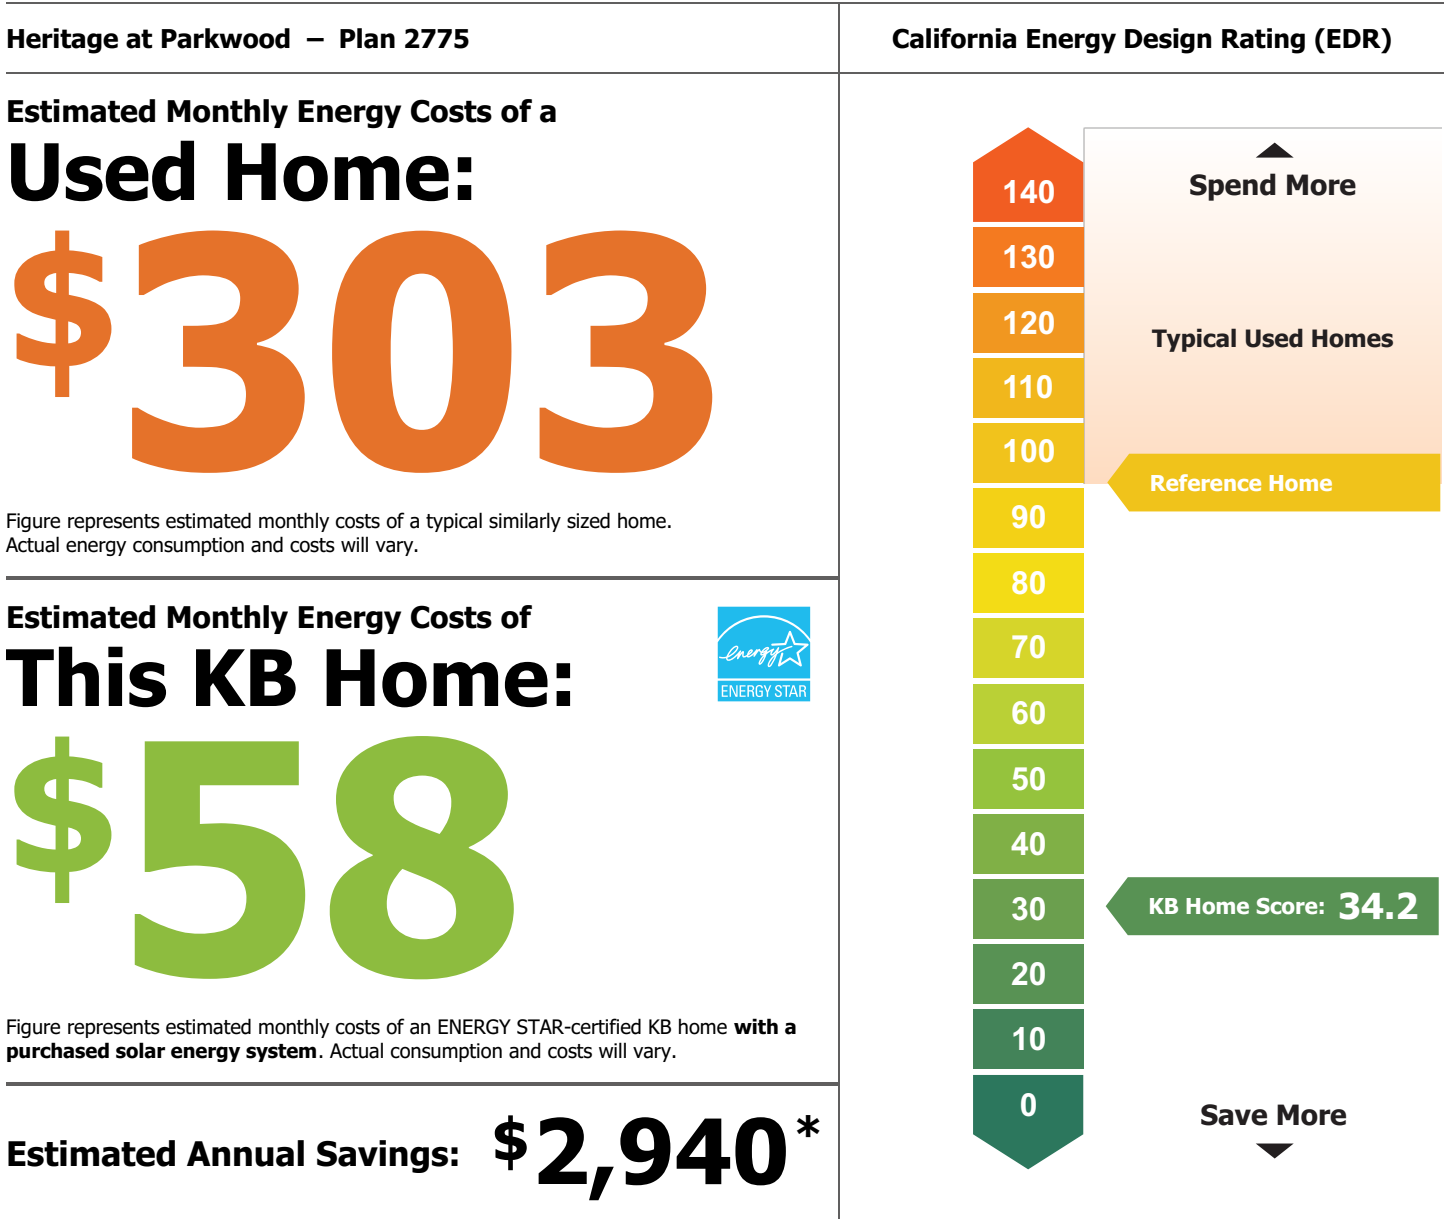 Heritage at Parkwood – Plan 2775
Estimated Monthly Energy Costs of a
Used Home:
$303
Figure represents estimated monthly costs of a typical similarly sized home.
Actual energy consumption and costs will vary.
Estimated Monthly Energy Costs of
This KB Home:
energy
ENERGY STAR
$58
Figure represents estimated monthly costs of an ENERGY STAR-certified KB home with a
purchased solar energy system. Actual consumption and costs will vary.
Estimated Annual Savings: $2,940*
California Energy Design Rating (EDR)
140
Spend More
130
120
Typical Used Homes
110
100
Reference Home
90
80
70
60
50
40
30
KB Home Score: 34.2
20
10
0
Save More